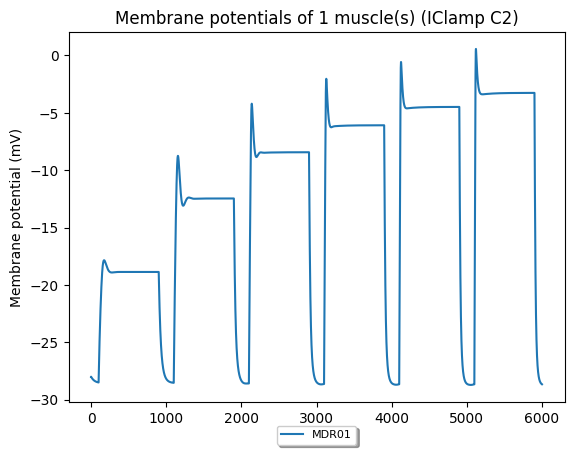 Membrane potentials of 1 muscle(s) (IClamp C2)
Membrane potential (mV)
0
−5
−10
−15
−20
−25
−30
0 1000 2000 3000 4000 5000 6000
MDR01